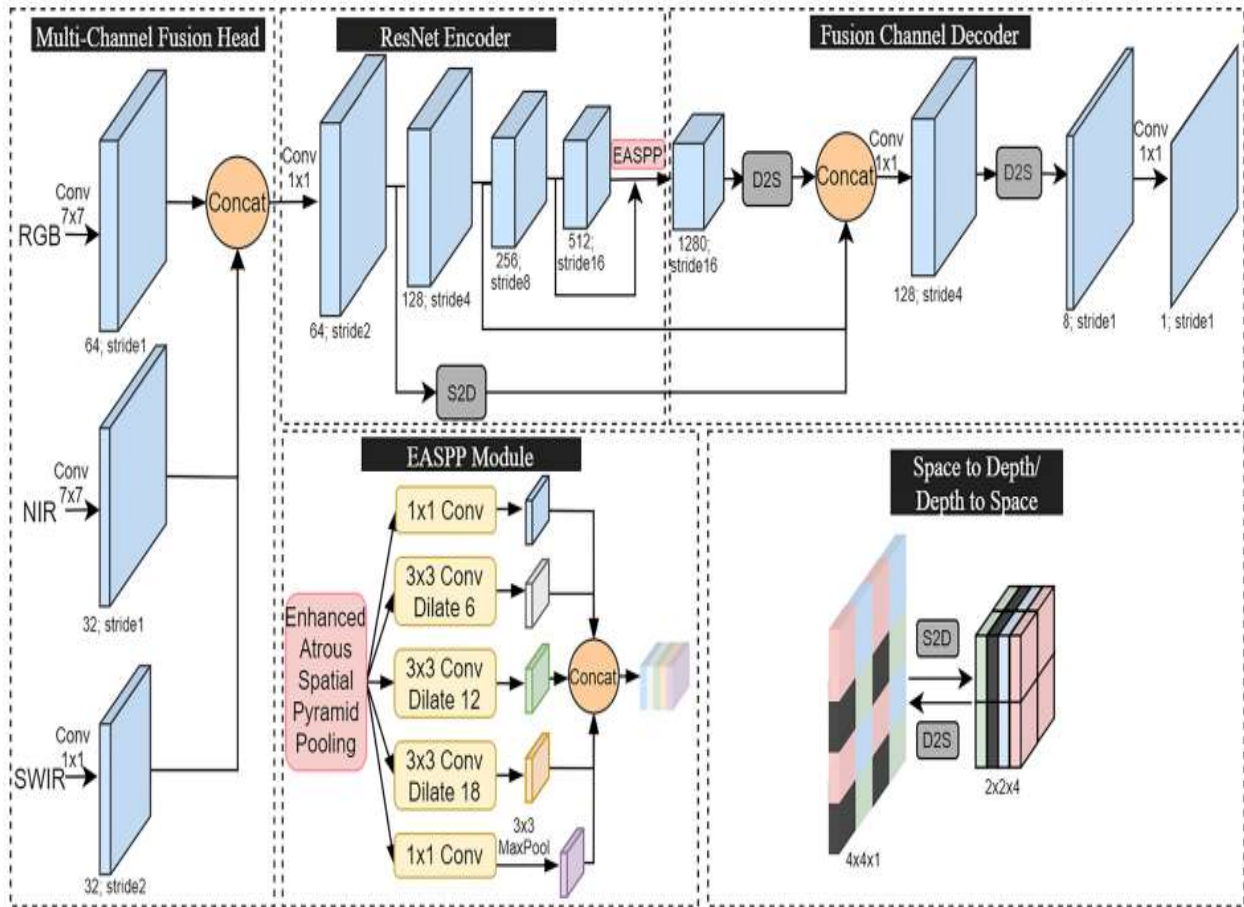 Multi-Channel Fusion Head
Conv
7x7
RGB
64; stride1
Concat
Conv
7x7
NIR
32; stride1
Conv
1x1
SWIR
32; stride2
ResNet Encoder
Conv
1x1
64; stride2
128; stride4
256;
stride8
512;
stride16
EASPP
S2D
Fusion Channel Decoder
1280;
stride16
D2S
Concat
Conv
1x1
128; stride4
D2S
8; stride1
Conv
1x1
1; stride1
EASPP Module
Enhanced
Atrous
Spatial
Pyramid
Pooling
1x1 Conv
3x3 Conv
Dilate 6
3x3 Conv
Dilate 12
3x3 Conv
Dilate 18
1x1 Conv
3x3
MaxPool
Concat
Space to Depth/
Depth to Space
S2D
D2S
4x4x1
2x2x4